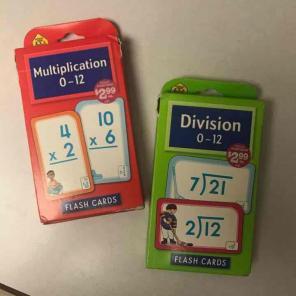 Multiplication
0-12
$2.99
4
x 2
10
x 6
FLASH CARDS
Division
0-12
$2.99
7)21
2)12
FLASH CARDS